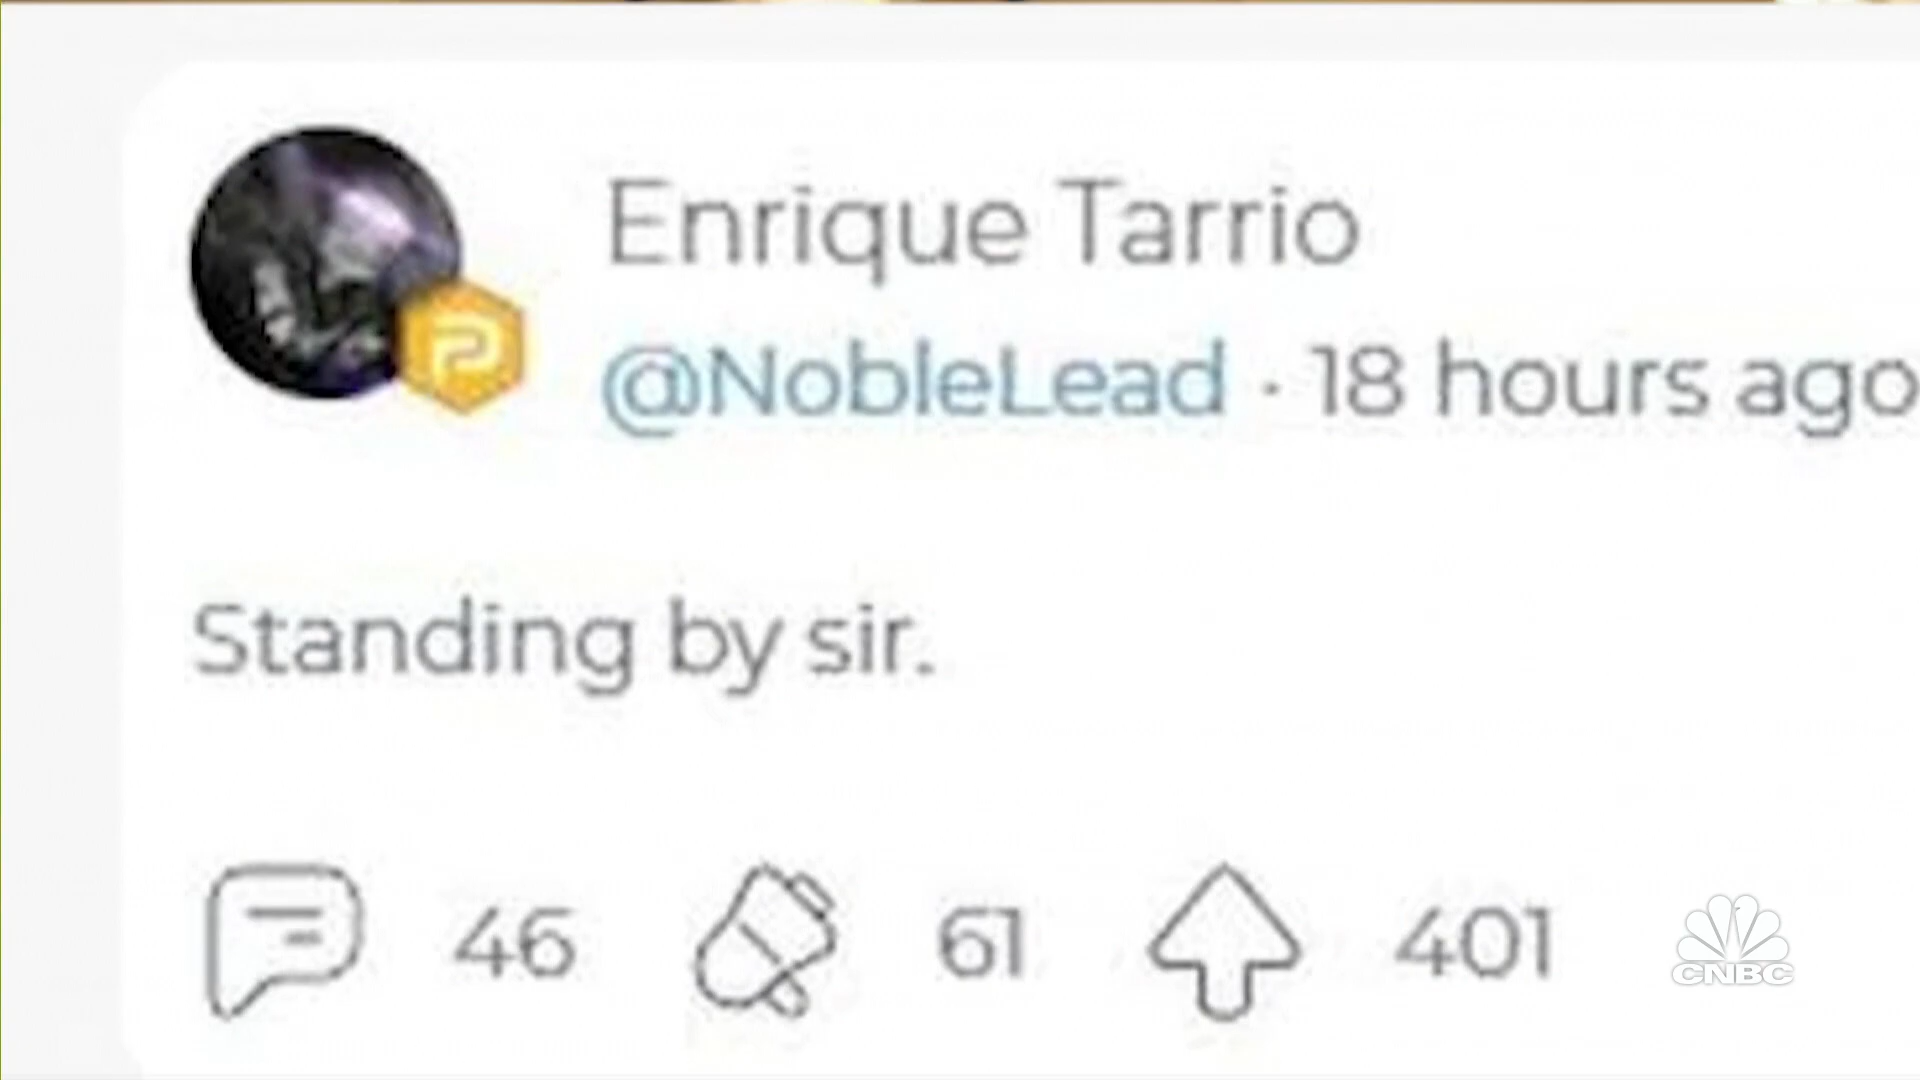 Enrique Tarrio
@NobleLead · 18 hours ago
Standing by sir.
46 61 401
CNBC